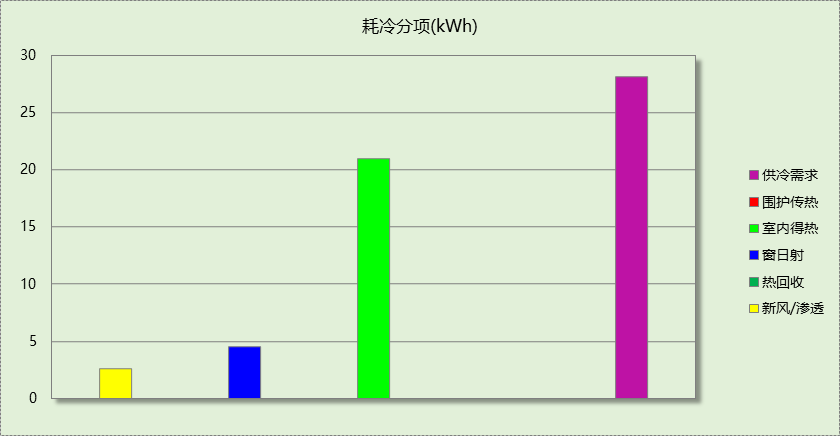 耗冷分项(kWh)
30
25
20
15
10
5
0
供冷需求
围护传热
室内得热
窗日射
热回收
新风/渗透